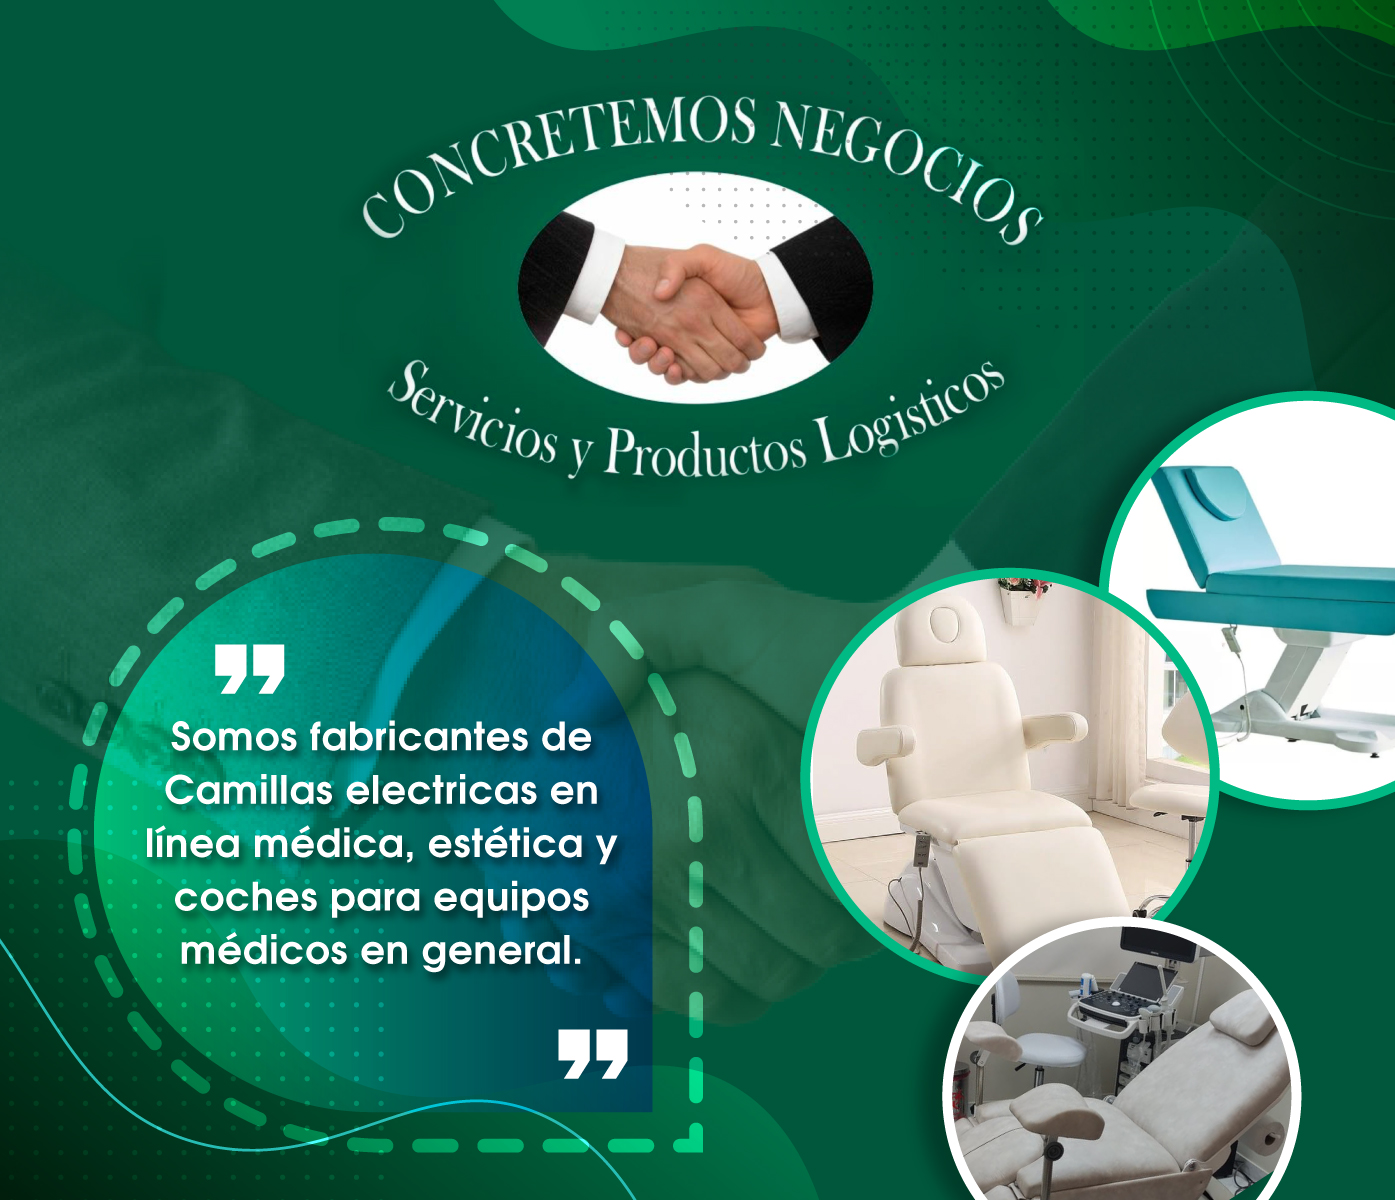 CONCRETEMOS NEGOCIOS
Servicios y Productos Logisticos
❞
Somos fabricantes de
Camillas electricas en
línea médica, estética y
coches para equipos
médicos en general.
❞